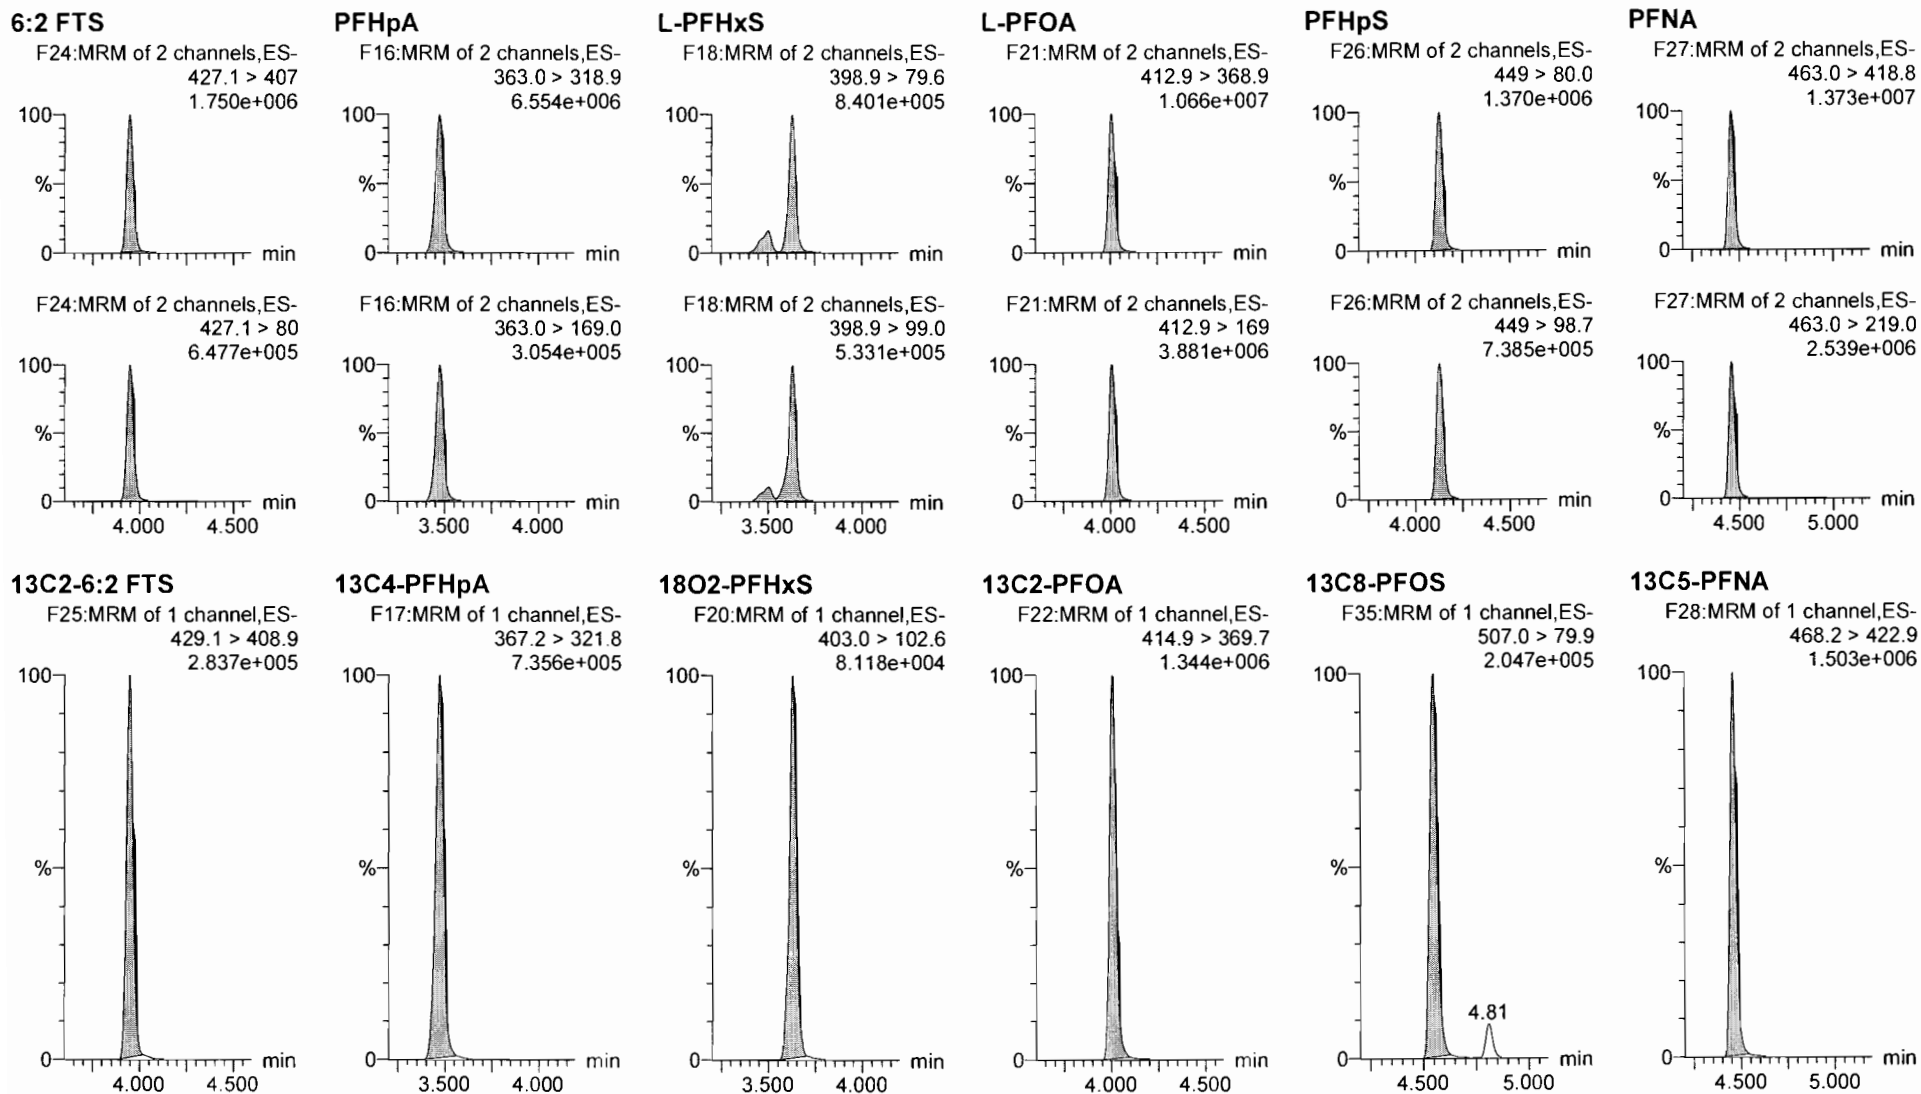 6:2 FTS
F24:MRM of 2 channels,ES-
427.1 > 407
1.750e+006
100
%
0
min
PFHpA
F16:MRM of 2 channels,ES-
363.0 > 318.9
6.554e+006
100
%
0
min
L-PFHxS
F18:MRM of 2 channels,ES-
398.9 > 79.6
8.401e+005
100
%
0
min
L-PFOA
F21:MRM of 2 channels,ES-
412.9 > 368.9
1.066e+007
100
%
0
min
PFHpS
F26:MRM of 2 channels,ES-
449 > 80.0
1.370e+006
100
%
0
min
PFNA
F27:MRM of 2 channels,ES-
463.0 > 418.8
1.373e+007
100
%
0
min
F24:MRM of 2 channels,ES-
427.1 > 80
6.477e+005
100
%
0
min
4.000 4.500
F16:MRM of 2 channels,ES-
363.0 > 169.0
3.054e+005
100
%
0
min
3.500 4.000
F18:MRM of 2 channels,ES-
398.9 > 99.0
5.331e+005
100
%
0
min
3.500 4.000
F21:MRM of 2 channels,ES-
412.9 > 169
3.881e+006
100
%
0
min
4.000 4.500
F26:MRM of 2 channels,ES-
449 > 98.7
7.385e+005
100
%
0
min
4.000 4.500
F27:MRM of 2 channels,ES-
463.0 > 219.0
2.539e+006
100
%
0
min
4.500 5.000
13C2-6:2 FTS
F25:MRM of 1 channel,ES-
429.1 > 408.9
2.837e+005
100
%
0
min
4.000 4.500
13C4-PFHpA
F17:MRM of 1 channel,ES-
367.2 > 321.8
7.356e+005
100
%
0
min
3.500 4.000
18O2-PFHxS
F20:MRM of 1 channel,ES-
403.0 > 102.6
8.118e+004
100
%
0
min
3.500 4.000
13C2-PFOA
F22:MRM of 1 channel,ES-
414.9 > 369.7
1.344e+006
100
%
0
min
4.000 4.500
13C8-PFOS
F35:MRM of 1 channel,ES-
507.0 > 79.9
2.047e+005
100
%
4.81
0
min
4.500 5.000
13C5-PFNA
F28:MRM of 1 channel,ES-
468.2 > 422.9
1.503e+006
100
%
0
min
4.500 5.000